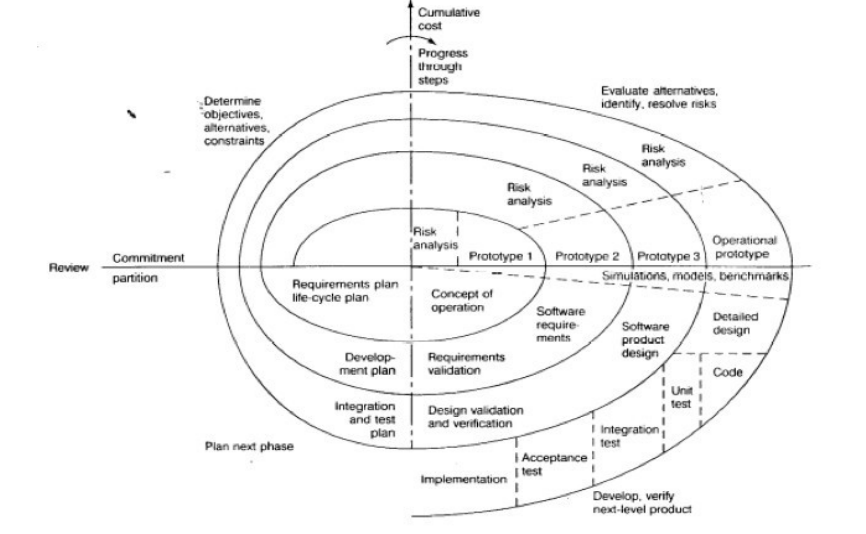 Cumulative
cost
Progress
through
steps
Evaluate alternatives,
identify, resolve risks
Determine
objectives,
alternatives,
constraints
Risk
analysis
Risk
analysis
Risk
analysis
Risk
analysis
Operational
prototype
Prototype 1
Prototype 2
Prototype 3
Review
Commitment
partition
Simulations, models, benchmarks
Requirements plan
life-cycle plan
Concept of
operation
Software
require-
ments
Software
product
design
Detailed
design
Develop-
ment plan
Requirements
validation
Code
Unit
test
Integration
and test
plan
Design validation
and verification
Integration
test
Plan next phase
Acceptance
test
Implementation
Develop, verify
next-level product